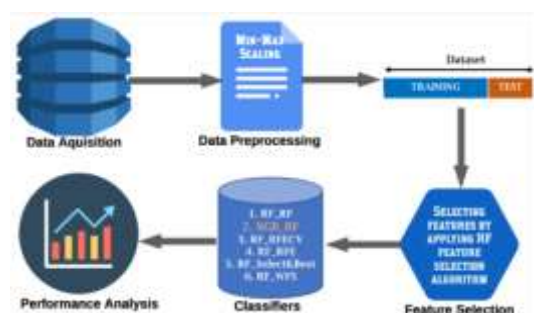 Min-Max
Scaling
Dataset
TRAINING
TEST
Data Aquisition
Data Preprocessing
Selecting
features by
applying RF
feature
selection
algorithm
Feature Selection
1. RF_RF
2. XGB_RF
3. RF_RFECV
4. RF_RFE
5. RF_SelectKBest
6. RF_WFS
Classifiers
Performance Analysis